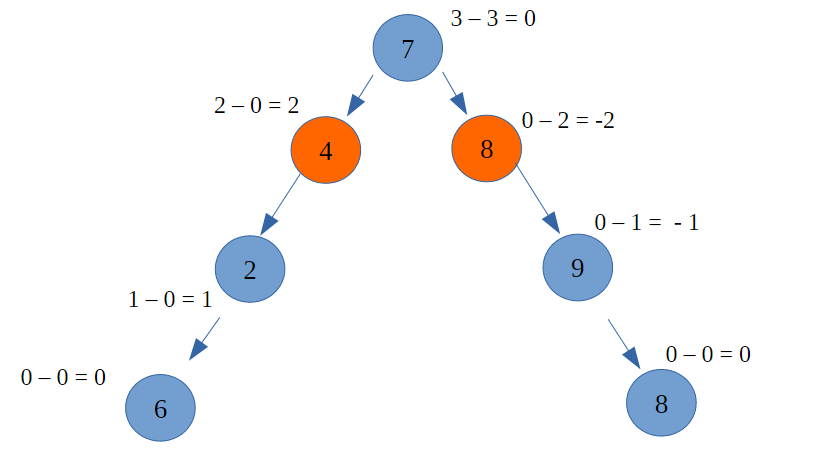 3 – 3 = 0
7
2 – 0 = 2
0 – 2 = -2
4
8
0 – 1 =  - 1
2
9
1 – 0 = 1
0 – 0 = 0
0 – 0 = 0
6
8